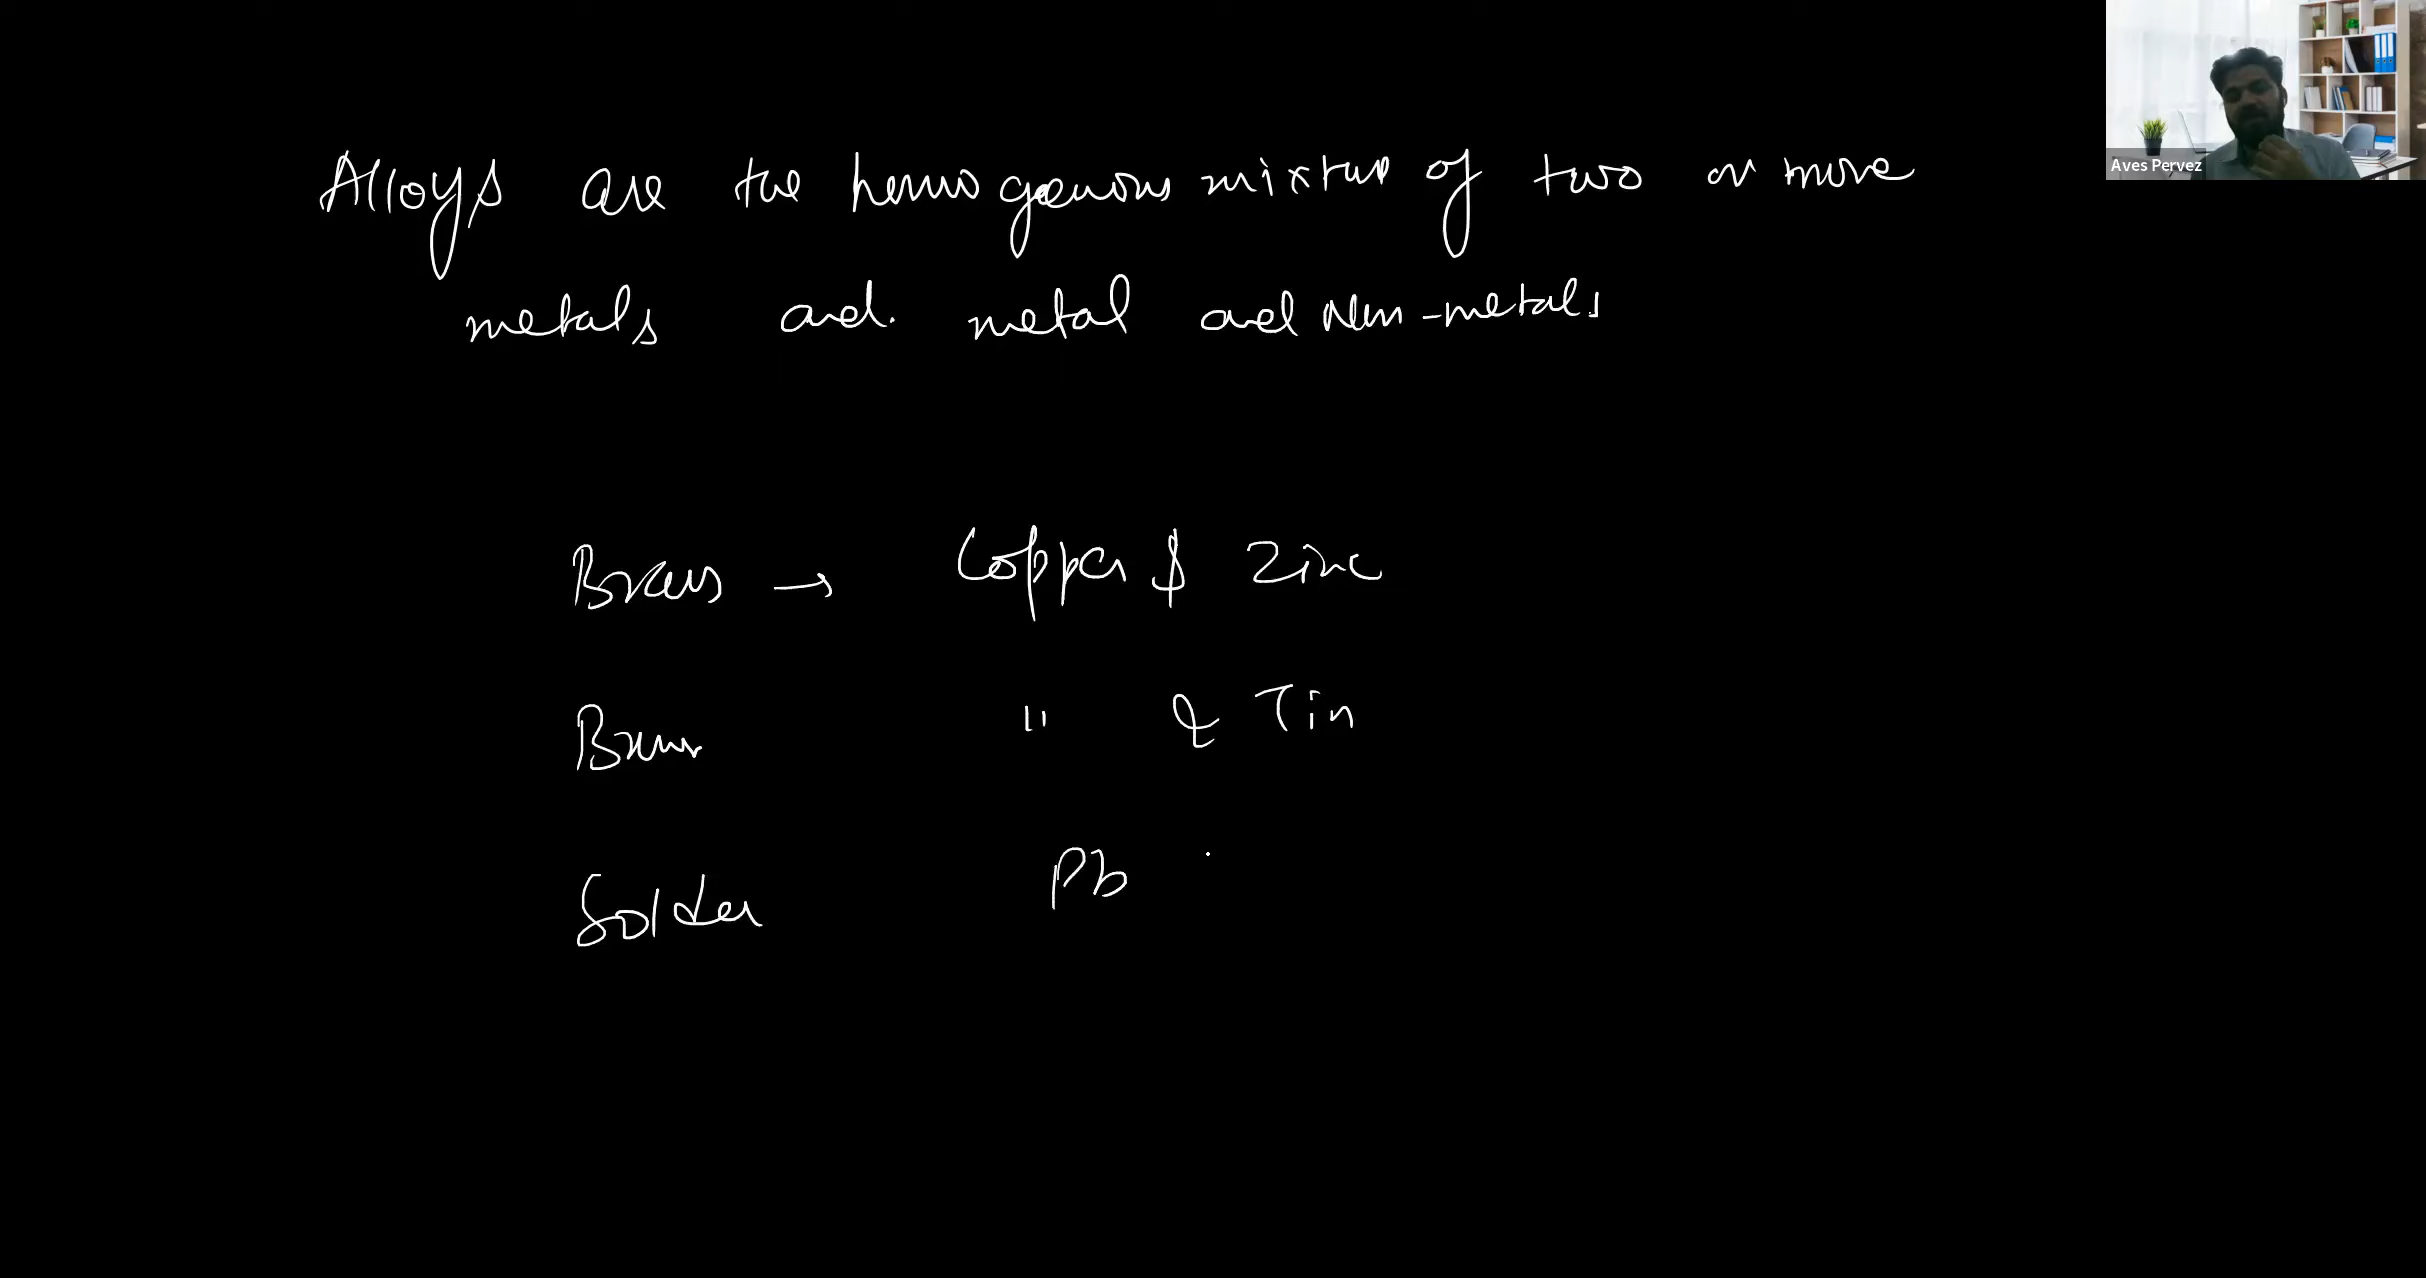 Aves Pervez
Alloys are the homogenous mixture of two or more
metals and. metal and Non-metals
Brass → Copper & Zinc
" & Tin
Solder Pb